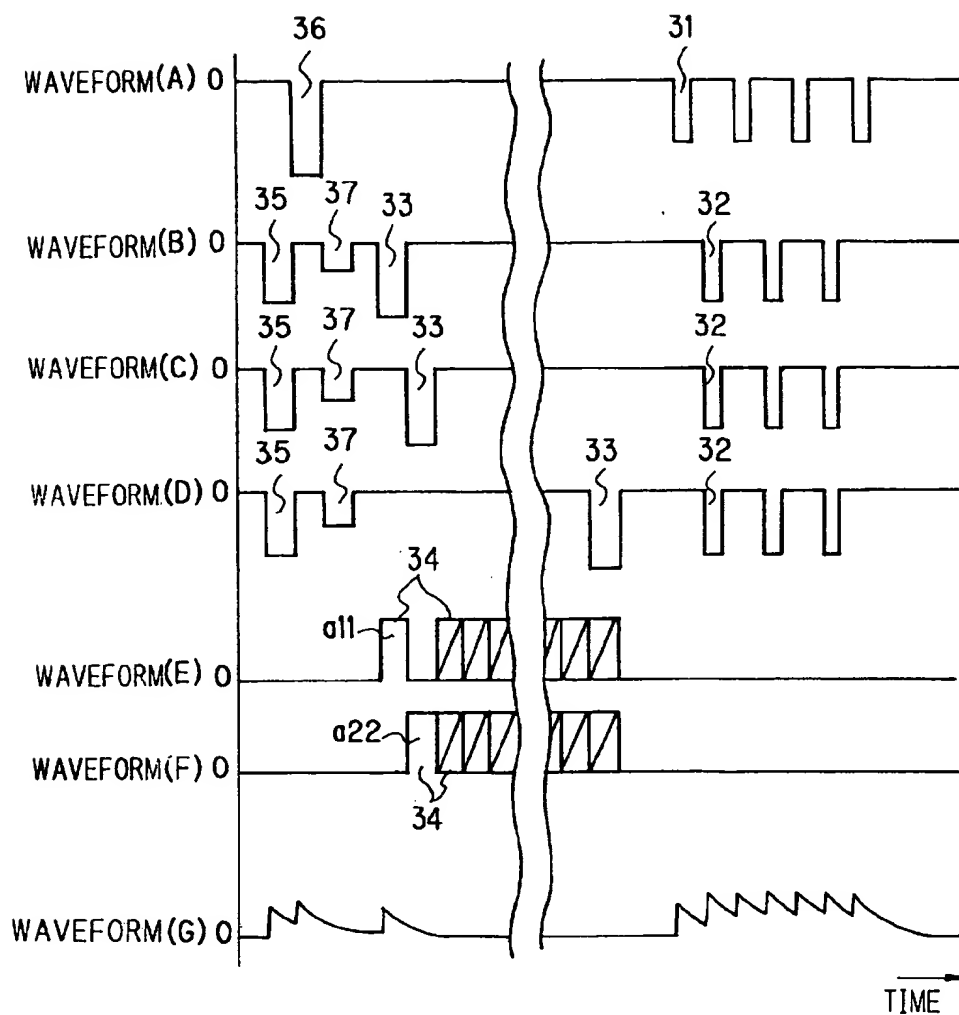 36 31
WAVEFORM(A) 0
35 37 33 32
WAVEFORM(B) 0
35 37 33 32
WAVEFORM(C) 0
35 37 33 32
WAVEFORM(D) 0
34
a11
WAVEFORM(E) 0
a22
WAVEFORM(F) 0
34
WAVEFORM(G) 0
TIME